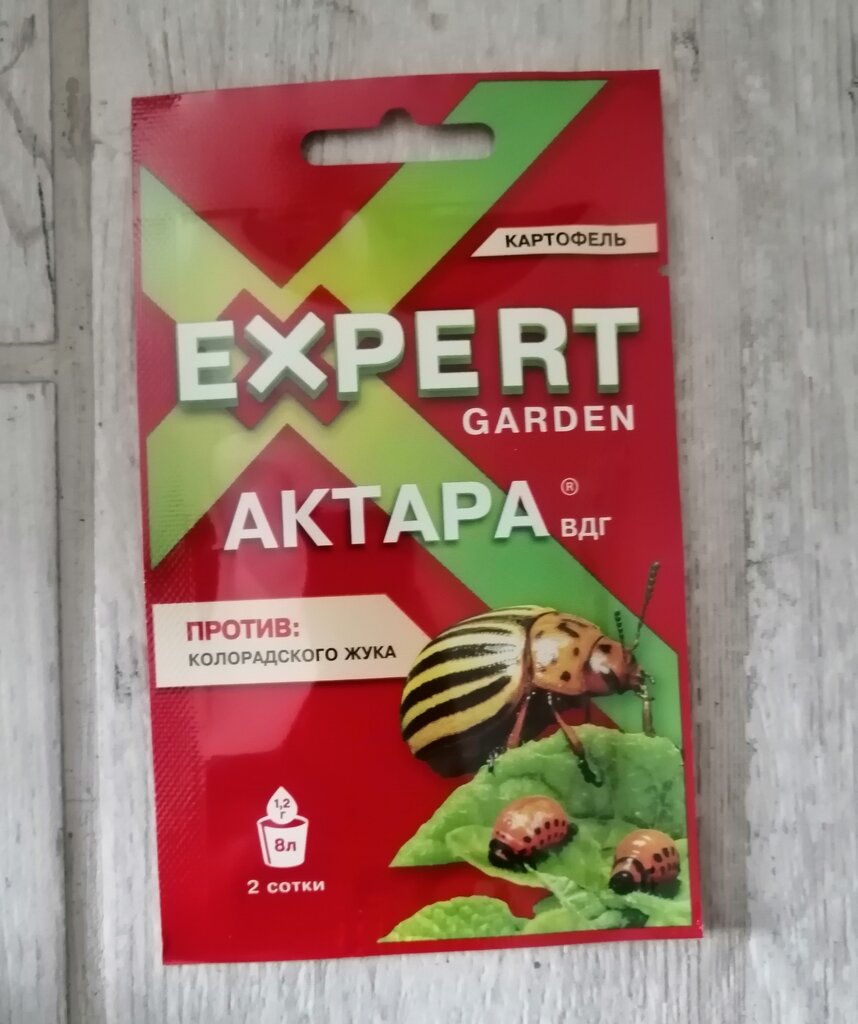 КАРТОФЕЛЬ
EXPERT
GARDEN
АКТАРА ®
ВДГ
ПРОТИВ:
КОЛОРАДСКОГО ЖУКА
1,2
г
8л
2 сотки